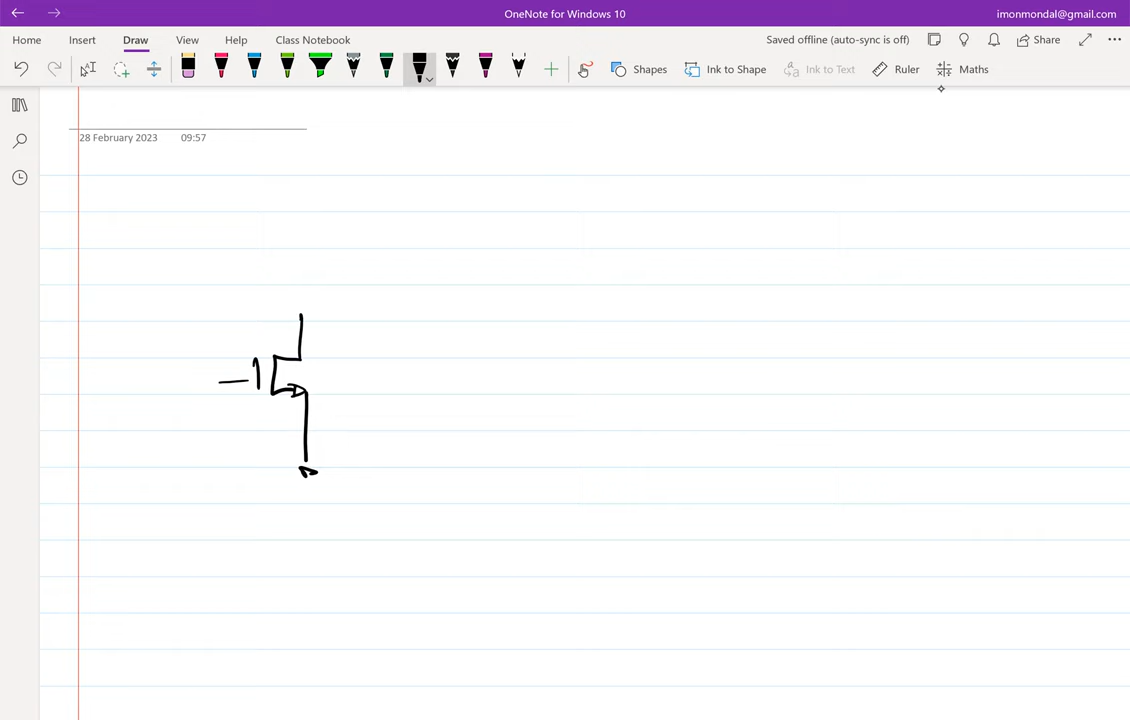 OneNote for Windows 10
imonmondal@gmail.com
Home Insert Draw View Help Class Notebook
Saved offline (auto-sync is off) Share
Shapes Ink to Shape Ink to Text Ruler Maths
28 February 2023 09:57